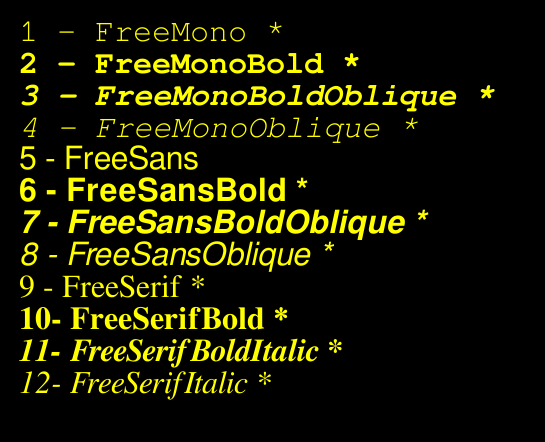 1 - FreeMono *
2 - FreeMonoBold *
3 - FreeMonoBoldOblique *
4 - FreeMonoOblique *
5 - FreeSans
6 - FreeSansBold *
7 - FreeSansBoldOblique *
8 - FreeSansOblique *
9 - FreeSerif *
10- FreeSerifBold *
11- FreeSerifBoldItalic *
12- FreeSerifItalic *